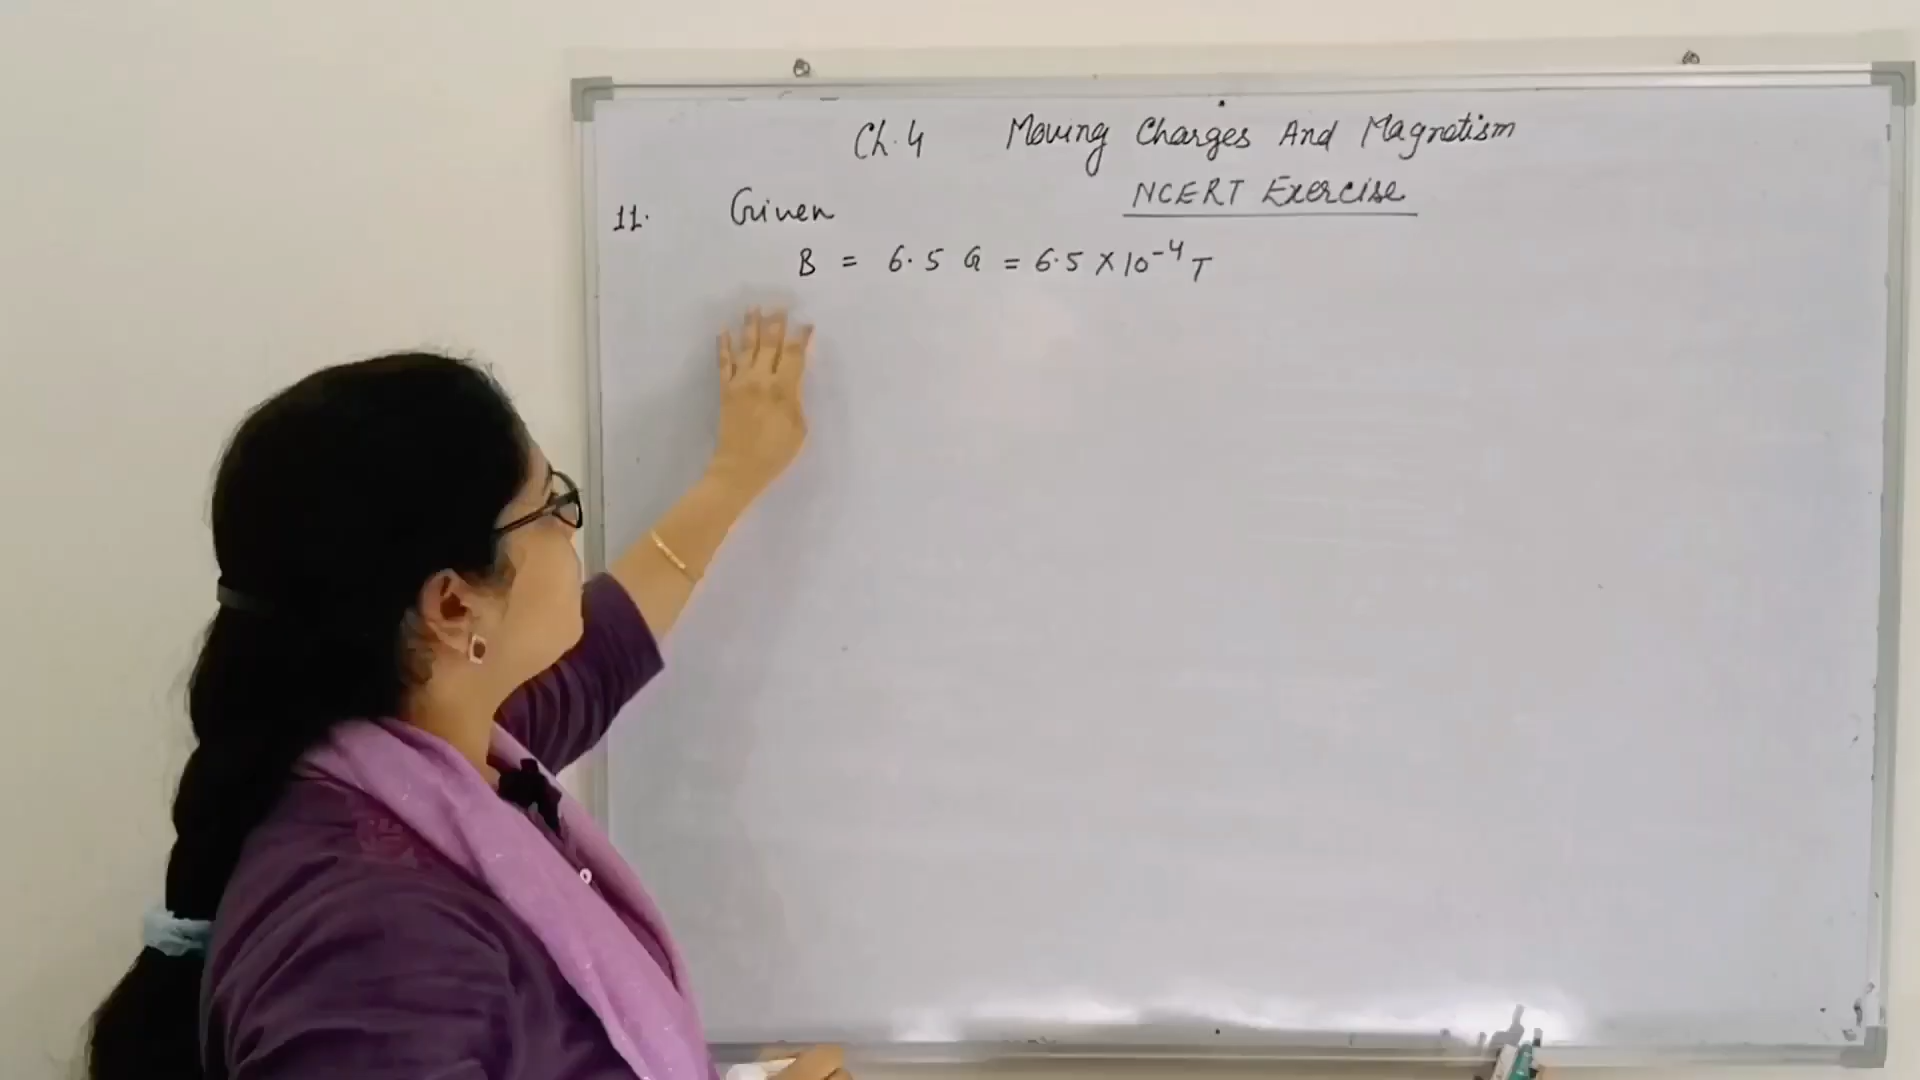 Ch.4 Moving Charges And Magnetism
NCERT Exercise
11. Given
B = 6.5 G = 6.5 × 10⁻⁴ T